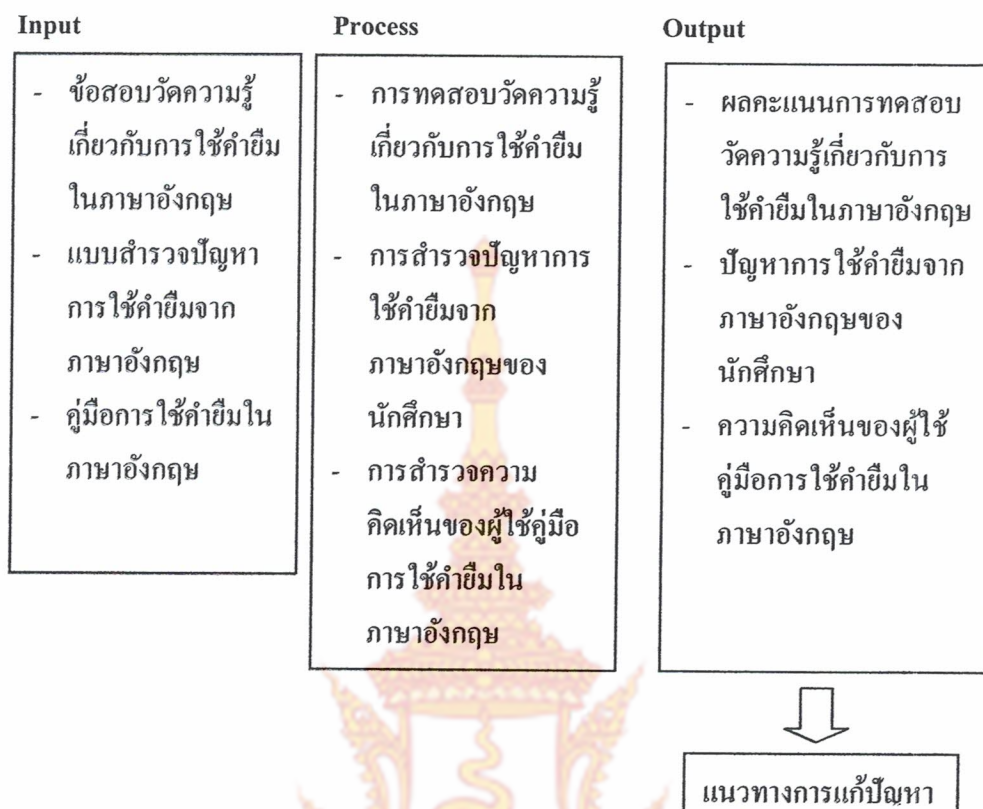 Input
- ข้อสอบวัดความรู้
เกี่ยวกับการใช้คำยืม
ในภาษาอังกฤษ
- แบบสำรวจปัญหา
การใช้คำยืมจาก
ภาษาอังกฤษ
- คู่มือการใช้คำยืมใน
ภาษาอังกฤษ
Process
- การทดสอบวัดความรู้
เกี่ยวกับการใช้คำยืม
ในภาษาอังกฤษ
- การสำรวจปัญหาการ
ใช้คำยืมจาก
ภาษาอังกฤษของ
นักศึกษา
- การสำรวจความ
คิดเห็นของผู้ใช้คู่มือ
การใช้คำยืมใน
ภาษาอังกฤษ
Output
- ผลคะแนนการทดสอบ
วัดความรู้เกี่ยวกับการ
ใช้คำยืมในภาษาอังกฤษ
- ปัญหาการใช้คำยืมจาก
ภาษาอังกฤษของ
นักศึกษา
- ความคิดเห็นของผู้ใช้
คู่มือการใช้คำยืมใน
ภาษาอังกฤษ
แนวทางการแก้ปัญหา